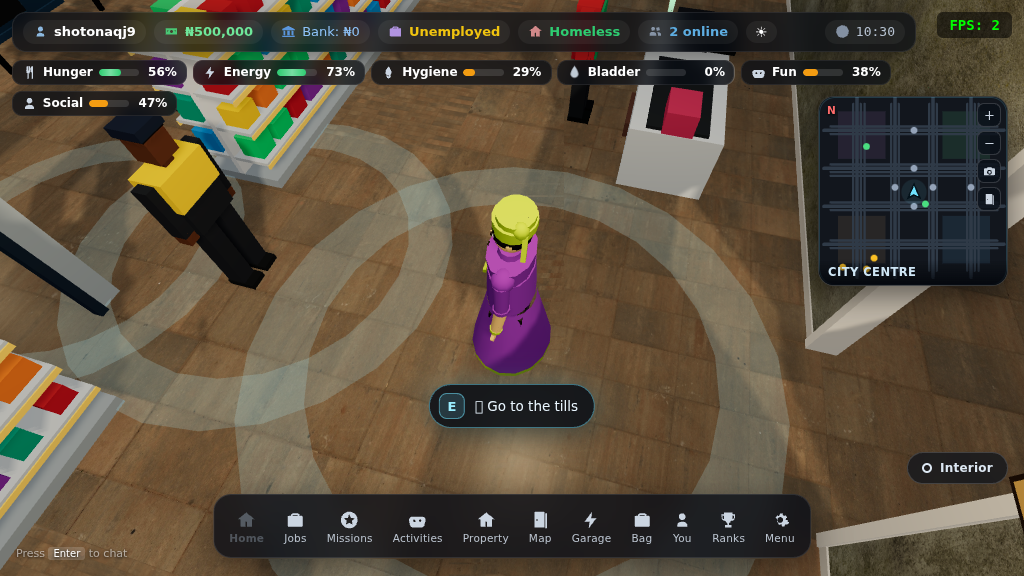 shotonaqj9 ₦500,000 Bank: ₦0 Unemployed Homeless 2 online 10:30 FPS: 2
Hunger 56% Energy 73% Hygiene 29% Bladder 0% Fun 38%
Social 47%
N
+
−
CITY CENTRE
E Go to the tills
Interior
Home Jobs Missions Activities Property Map Garage Bag You Ranks Menu
Press Enter to chat